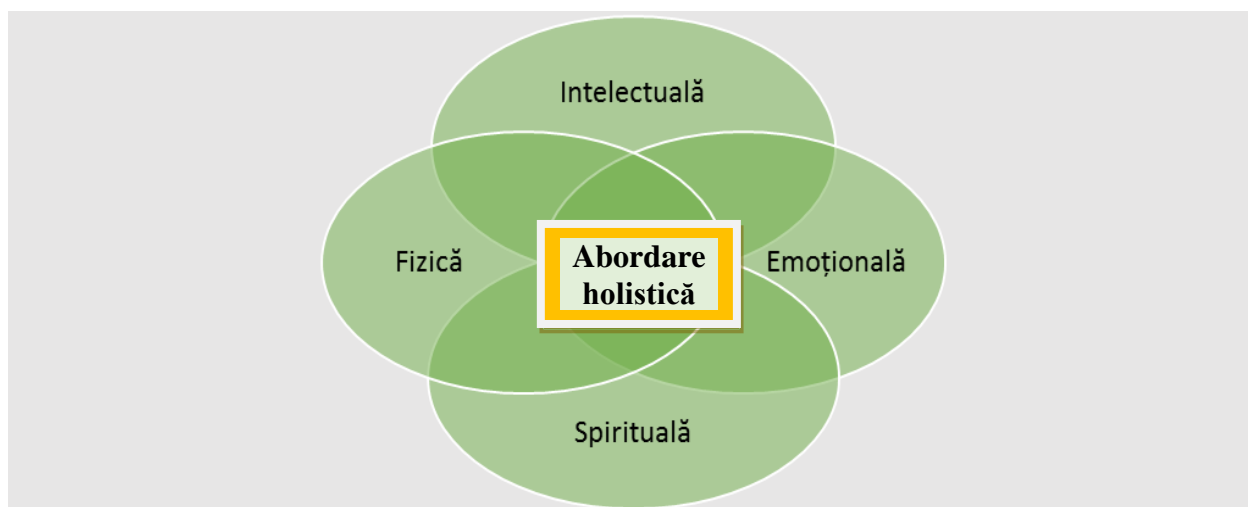 Intelectuală
Fizică
Abordare
holistică
Emoțională
Spirituală